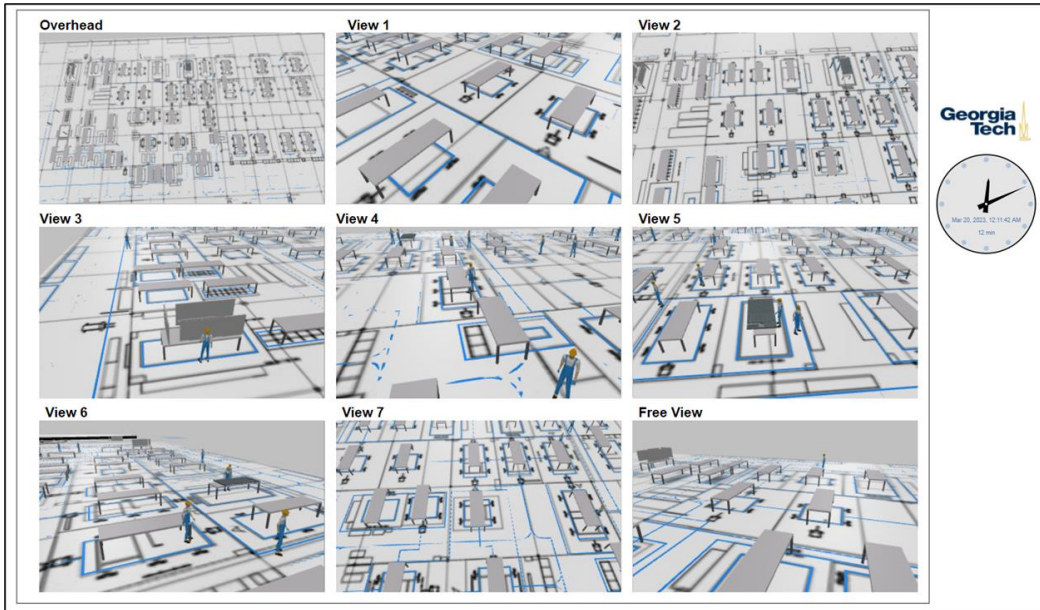 Overhead
View 1
View 2
View 3
View 4
View 5
View 6
View 7
Free View
Georgia
Tech
Mar 20, 2023, 12:11:42 AM
12 min